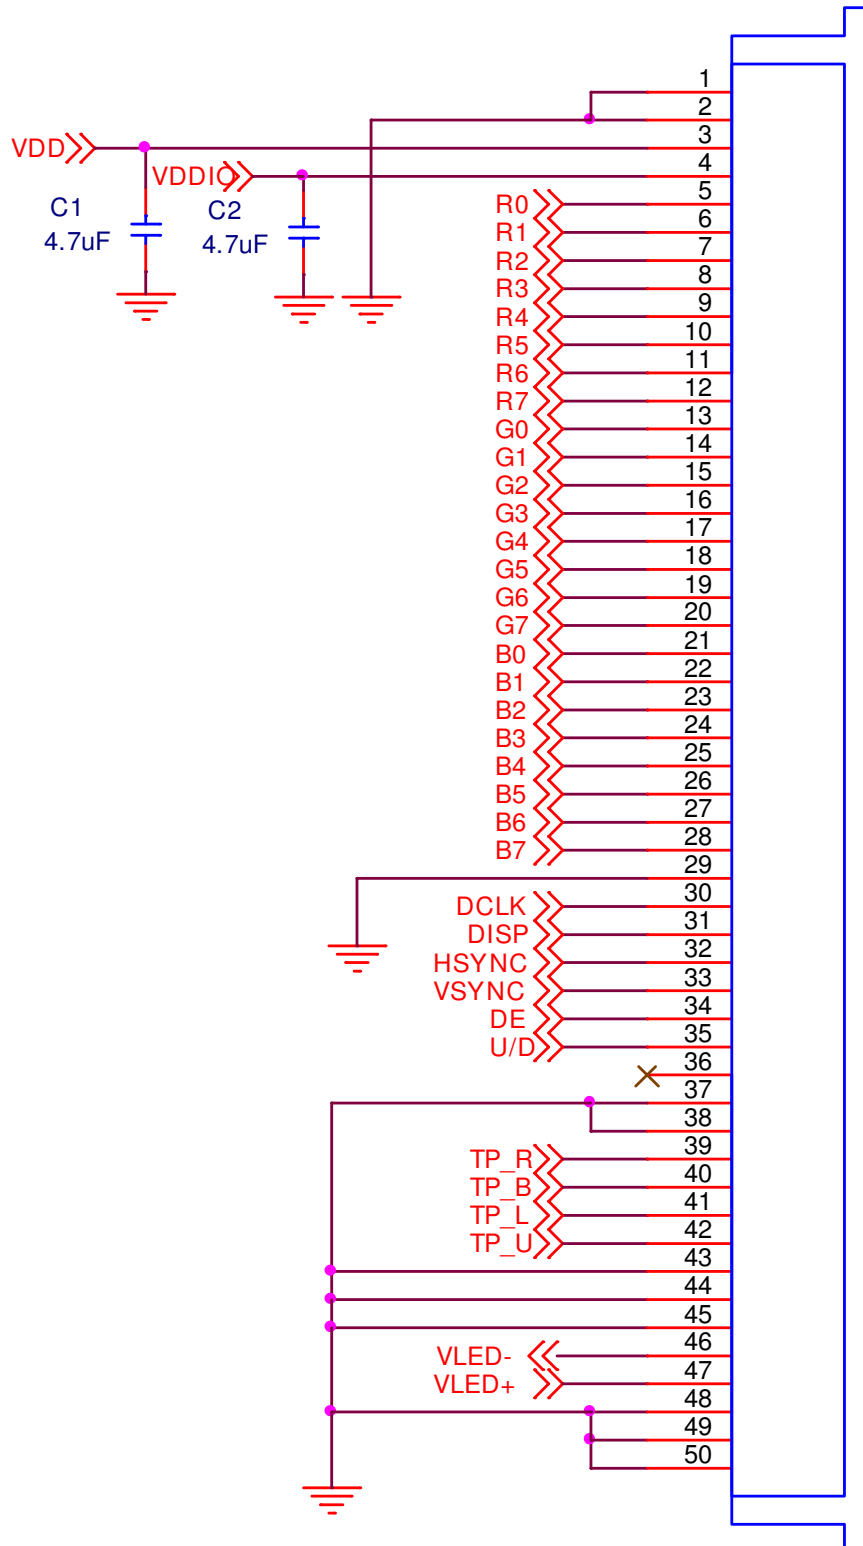 1
2
VDD 3
VDDIO 4
C1
4.7uF
C2
4.7uF
R0 5
R1 6
R2 7
R3 8
R4 9
R5 10
R6 11
R7 12
G0 13
G1 14
G2 15
G3 16
G4 17
G5 18
G6 19
G7 20
B0 21
B1 22
B2 23
B3 24
B4 25
B5 26
B6 27
B7 28
29
DCLK 30
DISP 31
HSYNC 32
VSYNC 33
DE 34
U/D 35
36
37
38
TP_R 39
TP_B 40
TP_L 41
TP_U 42
43
44
45
VLED- 46
VLED+ 47
48
49
50